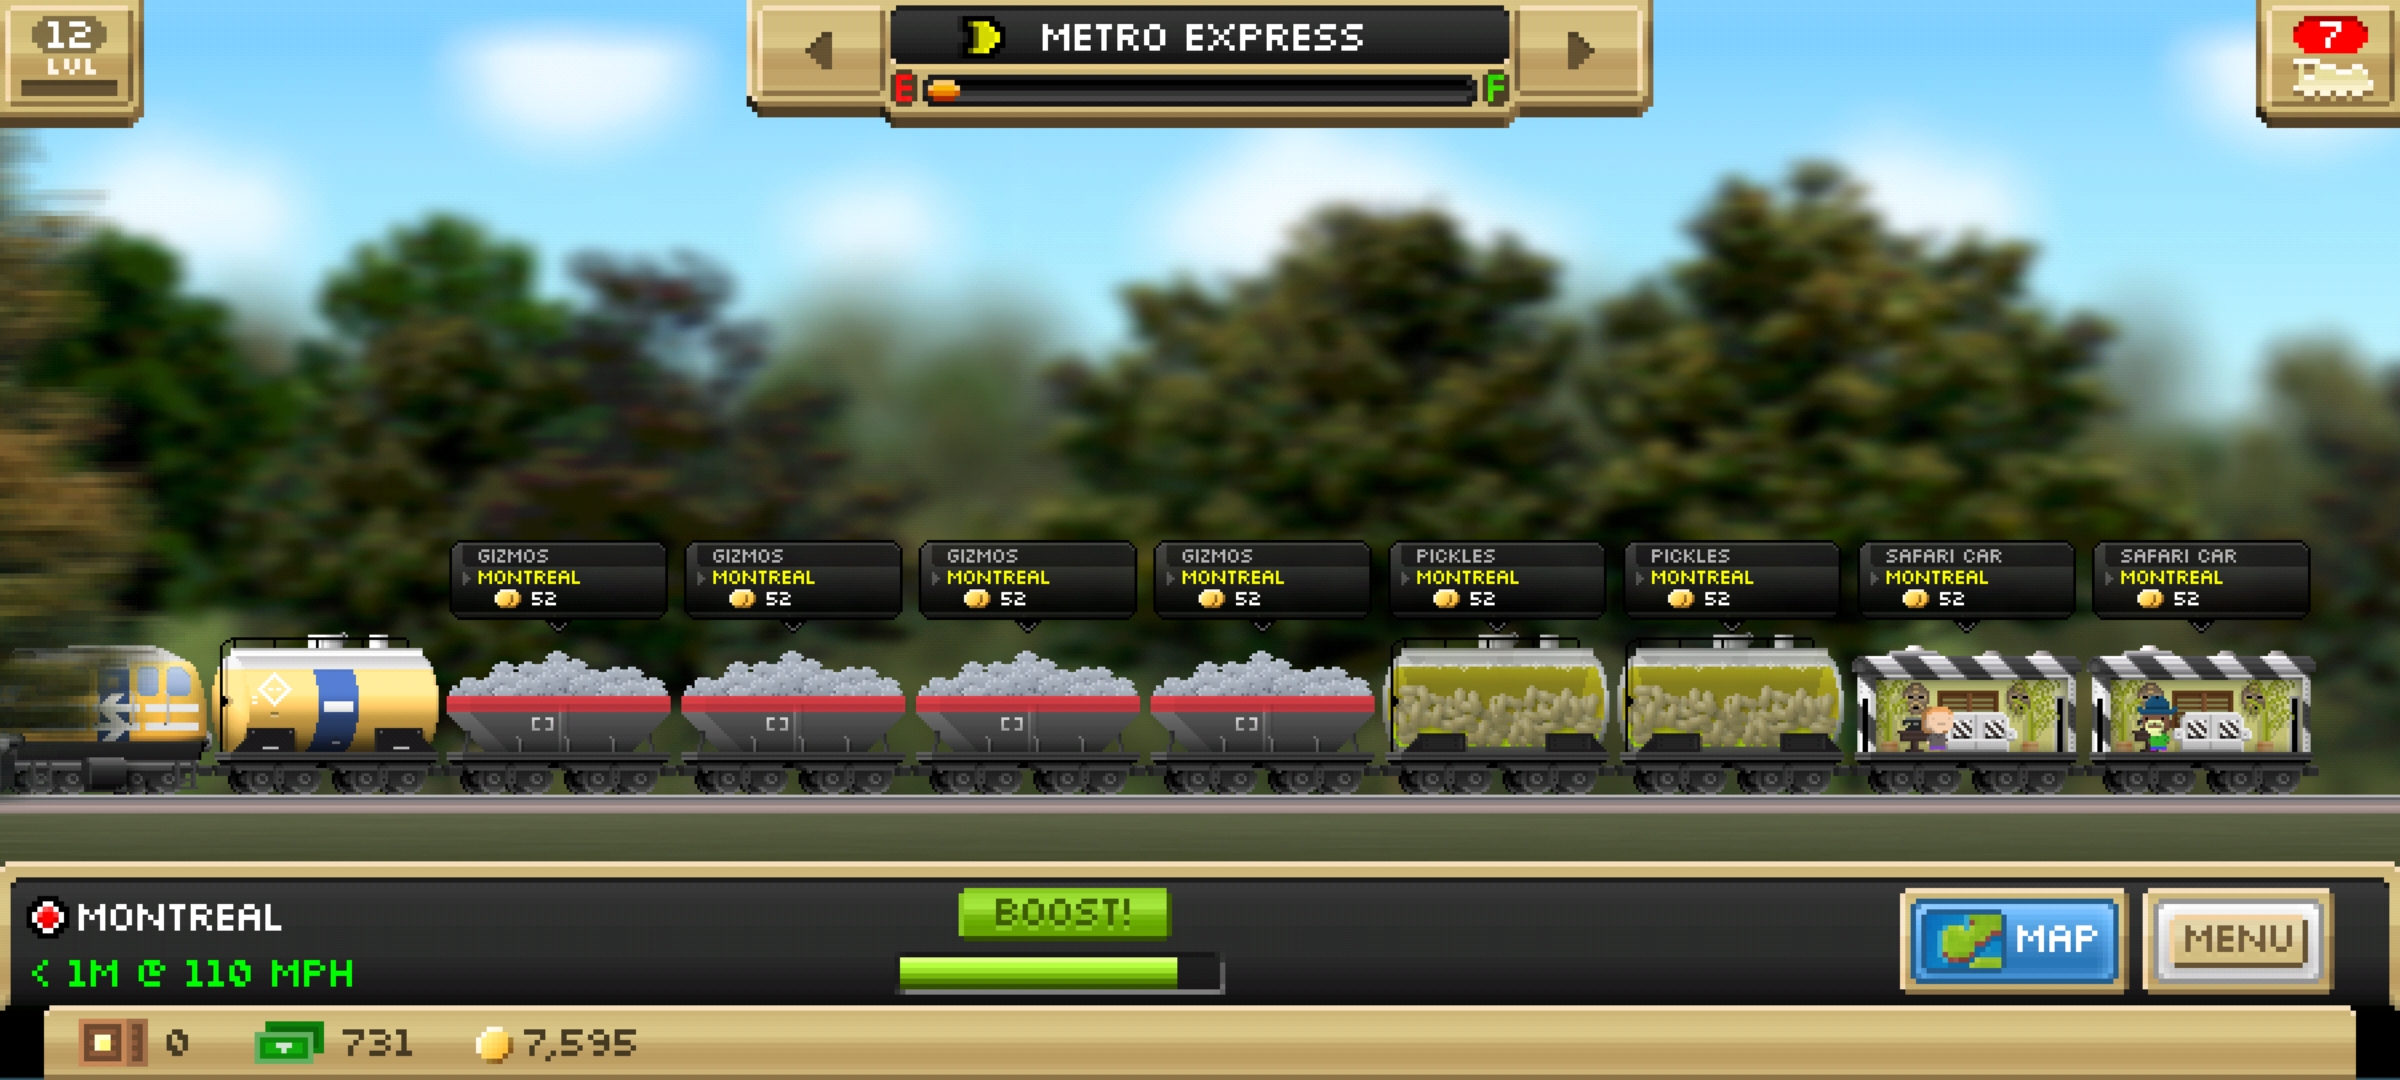 12
LVL
METRO EXPRESS
E F
7
GIZMOS
MONTREAL
52
GIZMOS
MONTREAL
52
GIZMOS
MONTREAL
52
GIZMOS
MONTREAL
52
PICKLES
MONTREAL
52
PICKLES
MONTREAL
52
SAFARI CAR
MONTREAL
52
SAFARI CAR
MONTREAL
52
MONTREAL
< 1M @ 110 MPH
BOOST!
MAP
MENU
0 731 7,595